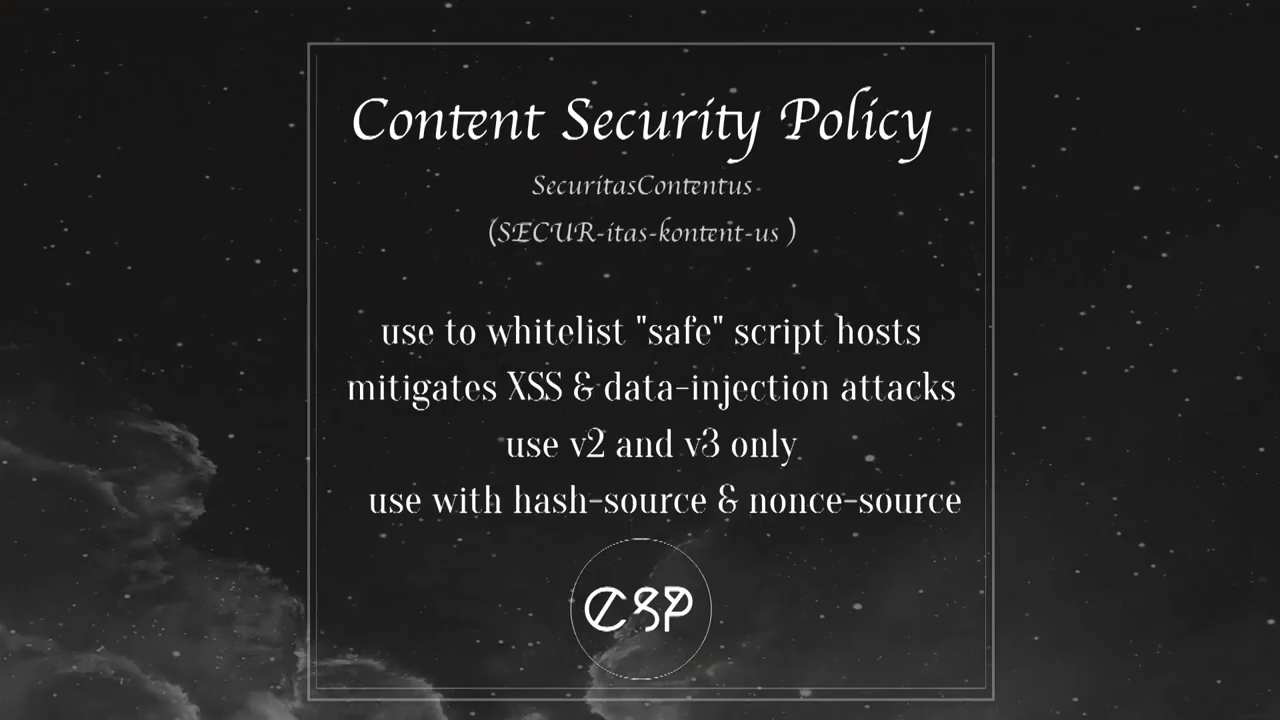 Content Security Policy
SecuritasContentus
(SECUR-itas-kontent-us )
use to whitelist "safe" script hosts
mitigates XSS & data-injection attacks
use v2 and v3 only
use with hash-source & nonce-source
CSP